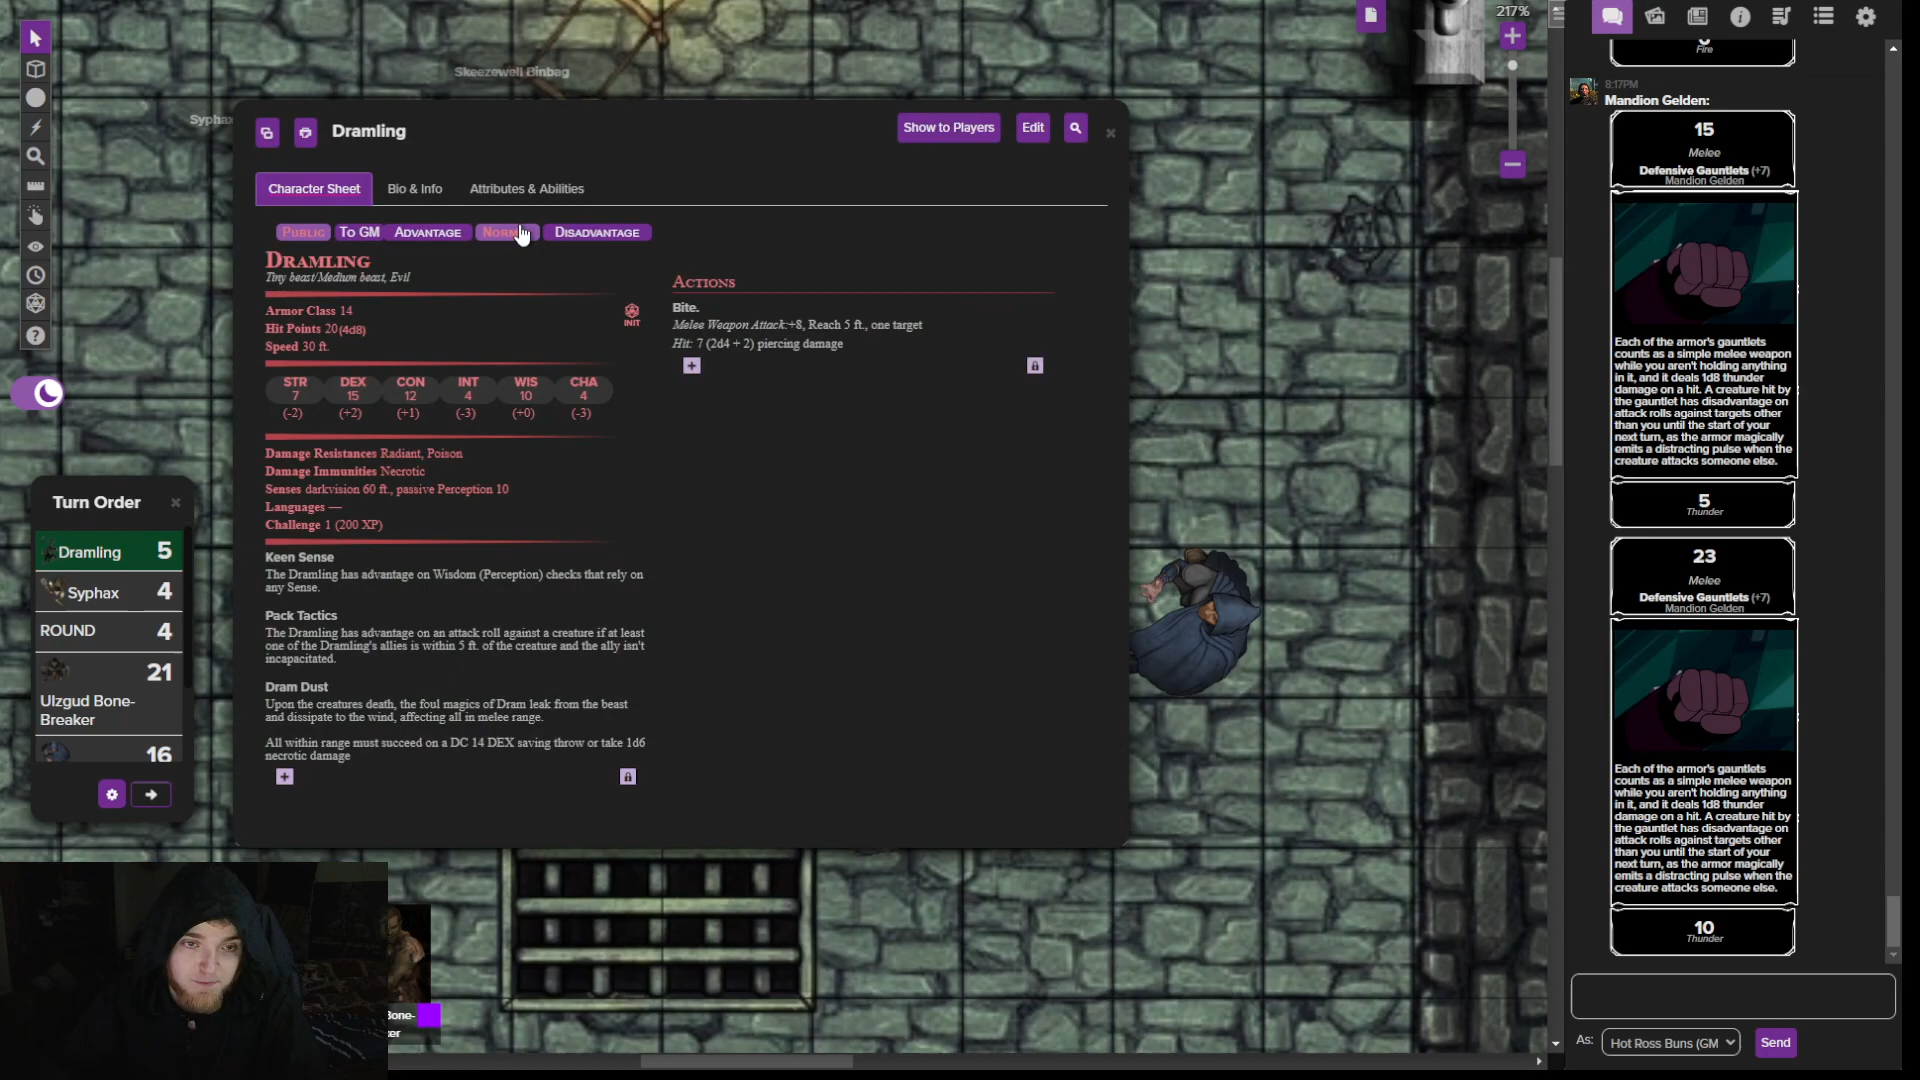 217%
Skeezewell Binbag
Syphax
Dramling
Show to Players
Edit
Character Sheet
Bio & Info
Attributes & Abilities
PUBLIC
To GM
ADVANTAGE
DISADVANTAGE
DRAMLING
Tiny beast/Medium beast, Evil
Armor Class 14
Hit Points 20(4d8)
Speed 30 ft.
INIT
STR DEX CON INT WIS CHA
7 15 12 4 10 4
(-2) (+2) (+1) (-3) (+0) (-3)
Damage Resistances Radiant, Poison
Damage Immunities Necrotic
Senses darkvision 60 ft., passive Perception 10
Languages —
Challenge 1 (200 XP)
Keen Sense
The Dramling has advantage on Wisdom (Perception) checks that rely on
any Sense.
Pack Tactics
The Dramling has advantage on an attack roll against a creature if at least
one of the Dramling's allies is within 5 ft. of the creature and the ally isn't
incapacitated.
Dram Dust
Upon the creatures death, the foul magics of Dram leak from the beast
and dissipate to the wind, affecting all in melee range.
All within range must succeed on a DC 14 DEX saving throw or take 1d6
necrotic damage
ACTIONS
Bite.
Melee Weapon Attack:+8, Reach 5 ft., one target
Hit: 7 (2d4 + 2) piercing damage
Turn Order
Dramling 5
Syphax 4
ROUND 4
21
Ulzgud Bone-
Breaker
16
Bone-
ker
Fire
8:17PM
Mandion Gelden:
15
Melee
Defensive Gauntlets (+7)
Mandion Gelden
Each of the armor's gauntlets
counts as a simple melee weapon
while you aren't holding anything
in it, and it deals 1d8 thunder
damage on a hit. A creature hit by
the gauntlet has disadvantage on
attack rolls against targets other
than you until the start of your
next turn, as the armor magically
emits a distracting pulse when the
creature attacks someone else.
5
Thunder
23
Melee
Defensive Gauntlets (+7)
Mandion Gelden
Each of the armor's gauntlets
counts as a simple melee weapon
while you aren't holding anything
in it, and it deals 1d8 thunder
damage on a hit. A creature hit by
the gauntlet has disadvantage on
attack rolls against targets other
than you until the start of your
next turn, as the armor magically
emits a distracting pulse when the
creature attacks someone else.
10
Thunder
As:
Hot Ross Buns (GM
Send